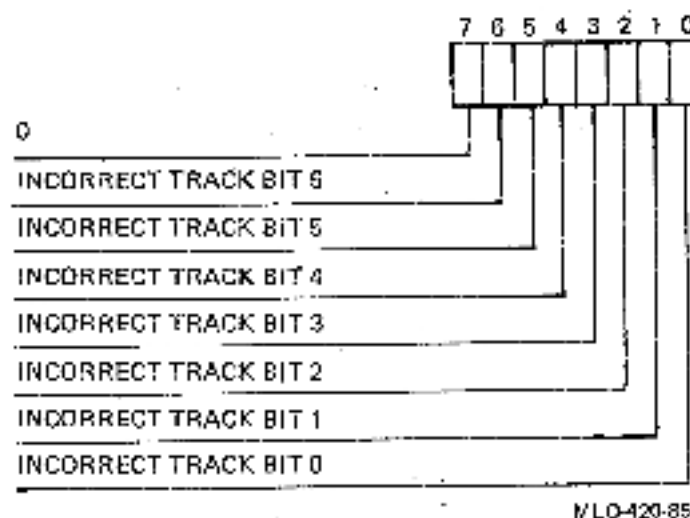 7 6 5 4 3 2 1 0
0
INCORRECT TRACK BIT 6
INCORRECT TRACK BIT 5
INCORRECT TRACK BIT 4
INCORRECT TRACK BIT 3
INCORRECT TRACK BIT 2
INCORRECT TRACK BIT 1
INCORRECT TRACK BIT 0
MLO-420-85